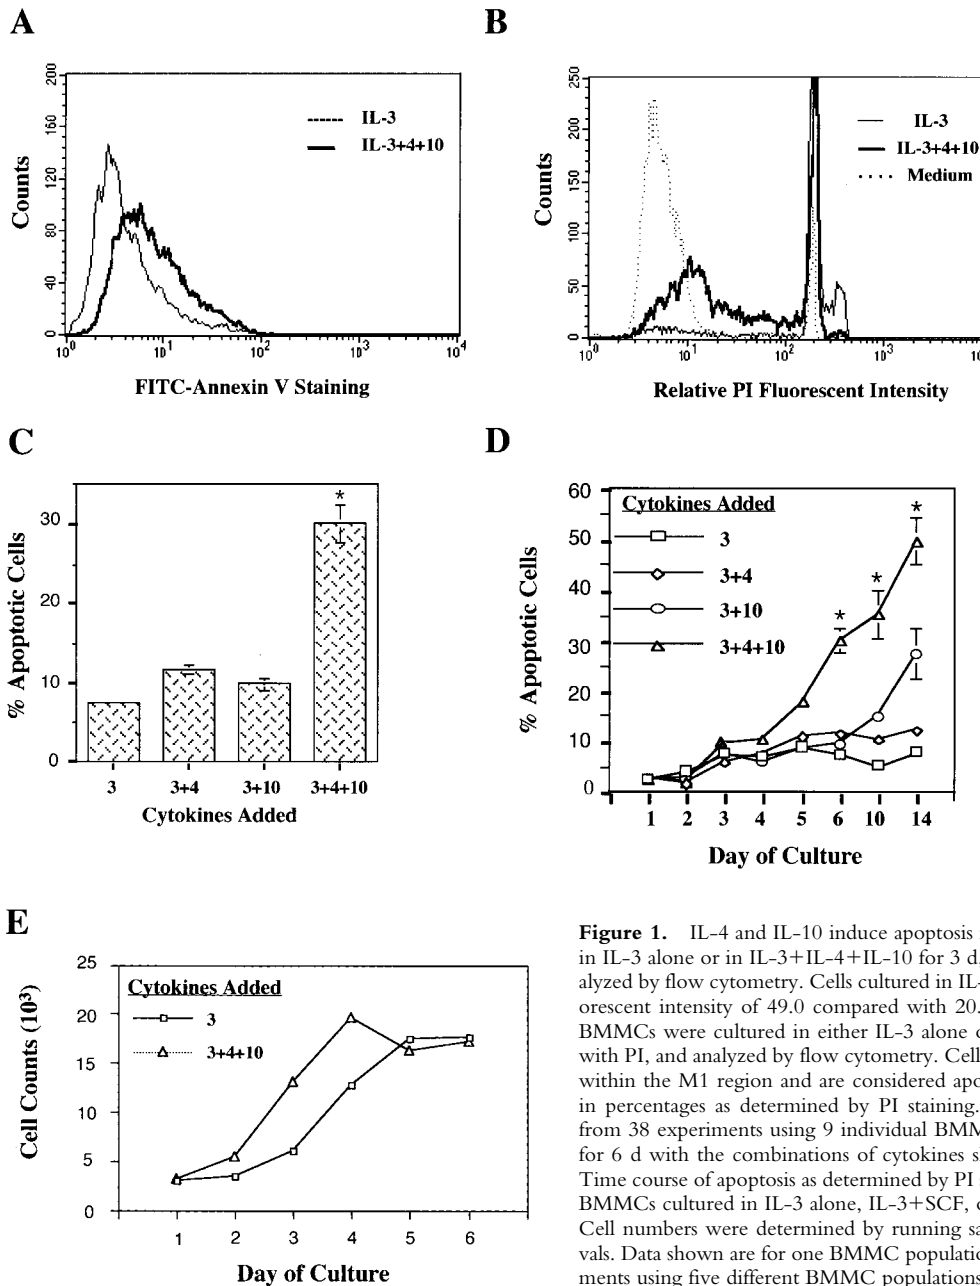 A
200
160
120
80
40
0
Counts
IL-3
IL-3+4+10
10⁰ 10¹ 10² 10³ 10⁴
FITC-Annexin V Staining
B
250
200
150
100
50
0
Counts
IL-3
IL-3+4+10
Medium
10⁰ 10¹ 10² 10³
Relative PI Fluorescent Intensity
C
30
20
10
0
% Apoptotic Cells
*
3 3+4 3+10 3+4+10
Cytokines Added
D
60
50
40
30
20
10
0
% Apoptotic Cells
Cytokines Added
3
3+4
3+10
3+4+10
* * *
1 2 3 4 5 6 10 14
Day of Culture
E
25
20
15
10
5
0
Cell Counts (10³)
Cytokines Added
3
3+4+10
1 2 3 4 5 6
Day of Culture
Figure 1. IL-4 and IL-10 induce apoptosis
in IL-3 alone or in IL-3+IL-4+IL-10 for 3 d
alyzed by flow cytometry. Cells cultured in IL-
orescent intensity of 49.0 compared with 20.
BMMCs were cultured in either IL-3 alone
with PI, and analyzed by flow cytometry. Cell
within the M1 region and are considered apo
in percentages as determined by PI staining.
from 38 experiments using 9 individual BMM
for 6 d with the combinations of cytokines s
Time course of apoptosis as determined by PI
BMMCs cultured in IL-3 alone, IL-3+SCF,
Cell numbers were determined by running sa
vals. Data shown are for one BMMC populatio
ments using five different BMMC populations